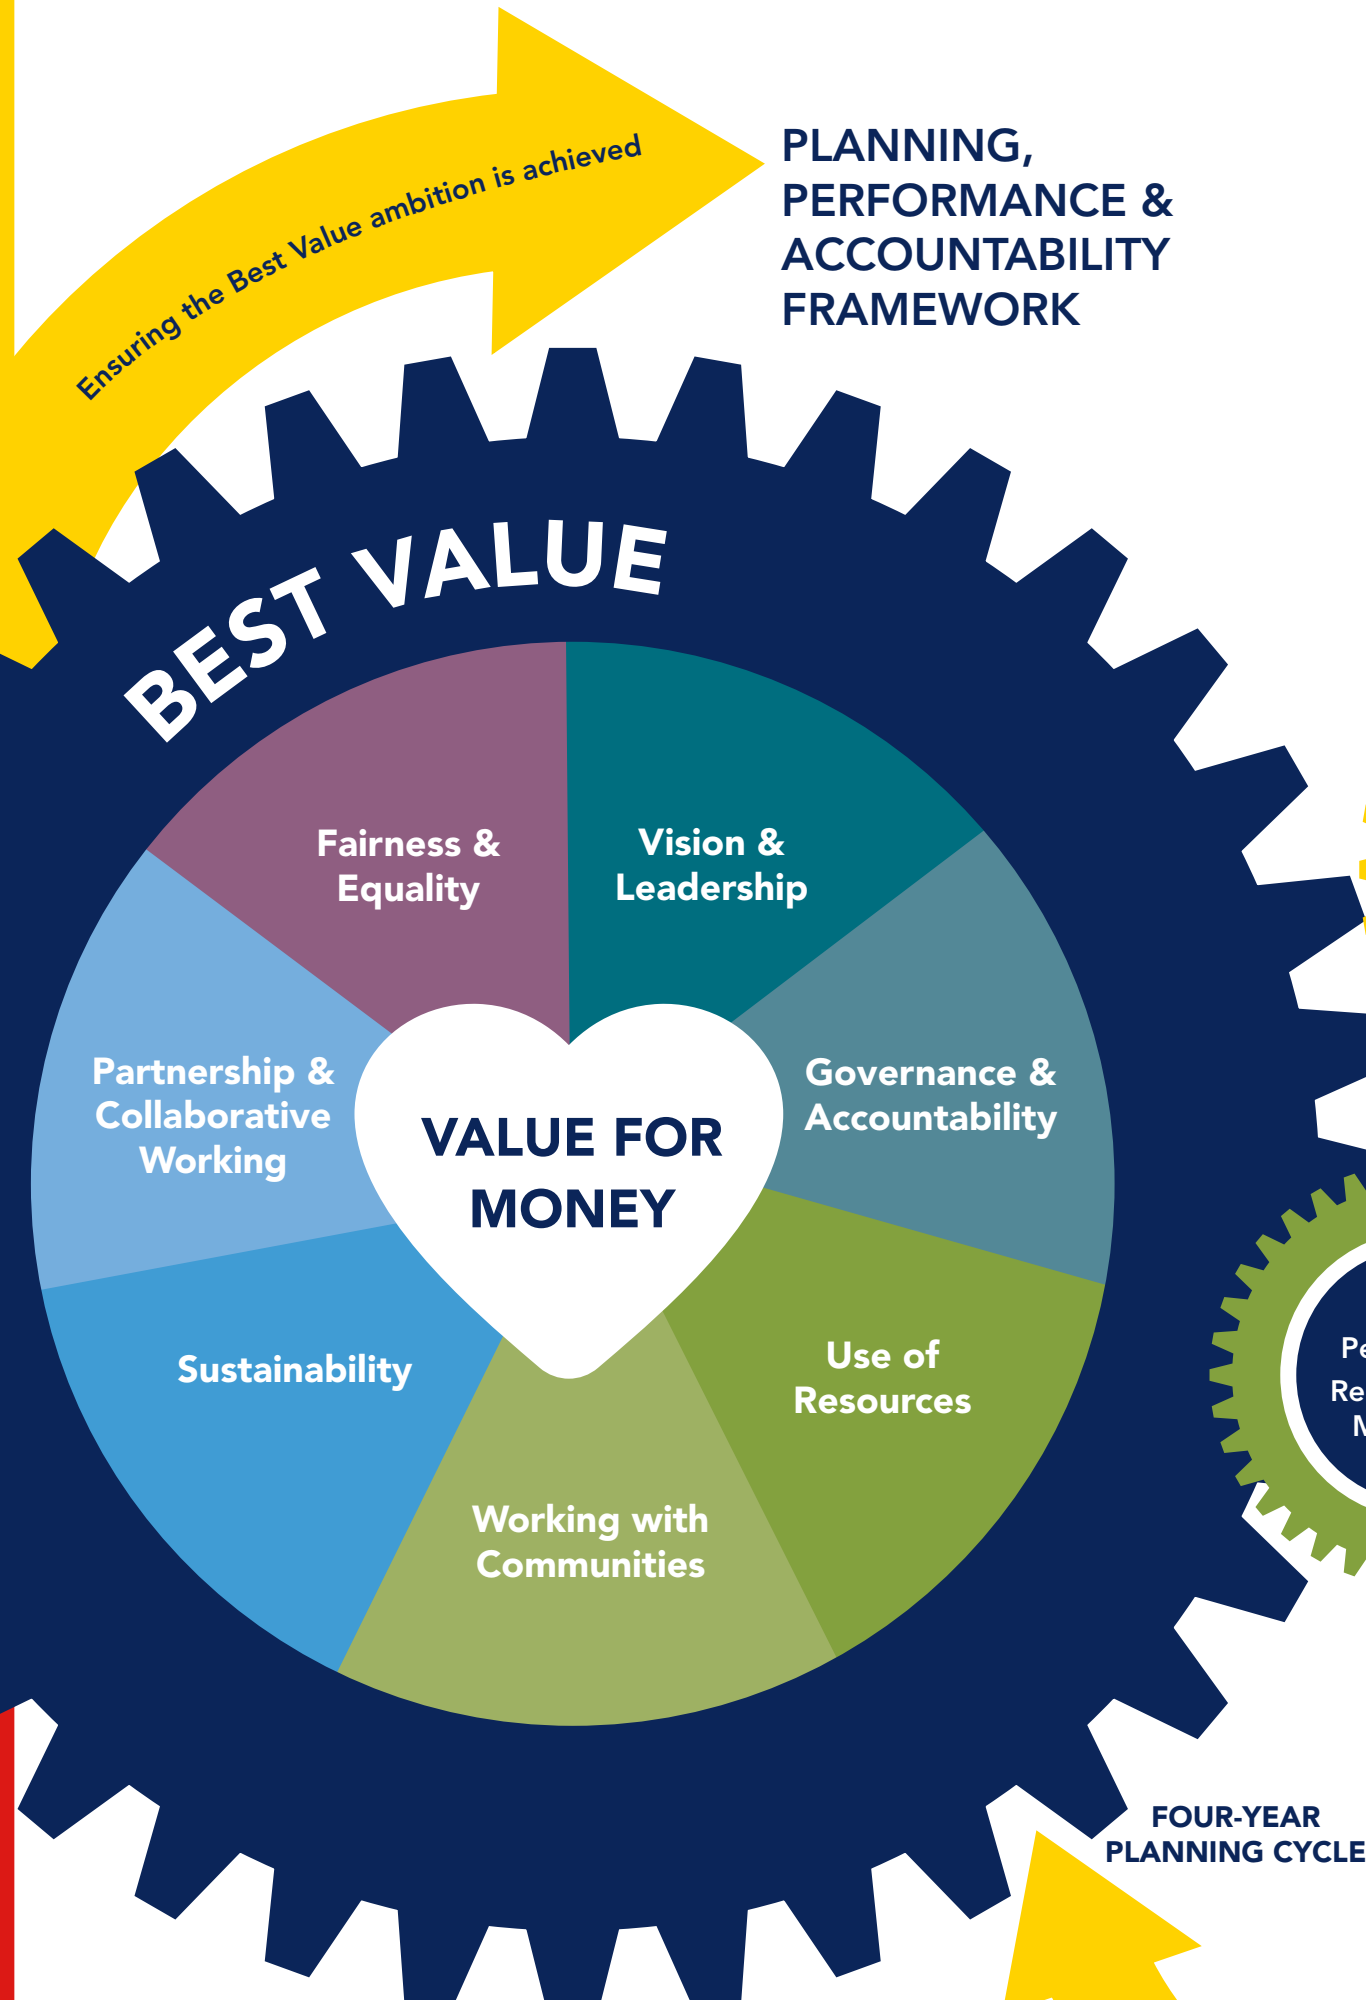 Ensuring the Best Value ambition is achieved
PLANNING,
PERFORMANCE &
ACCOUNTABILITY
FRAMEWORK
BEST VALUE
Fairness &
Equality
Vision &
Leadership
Partnership &
Collaborative
Working
VALUE FOR
MONEY
Governance &
Accountability
Sustainability
Use of
Resources
Working with
Communities
FOUR-YEAR
PLANNING CYCLE